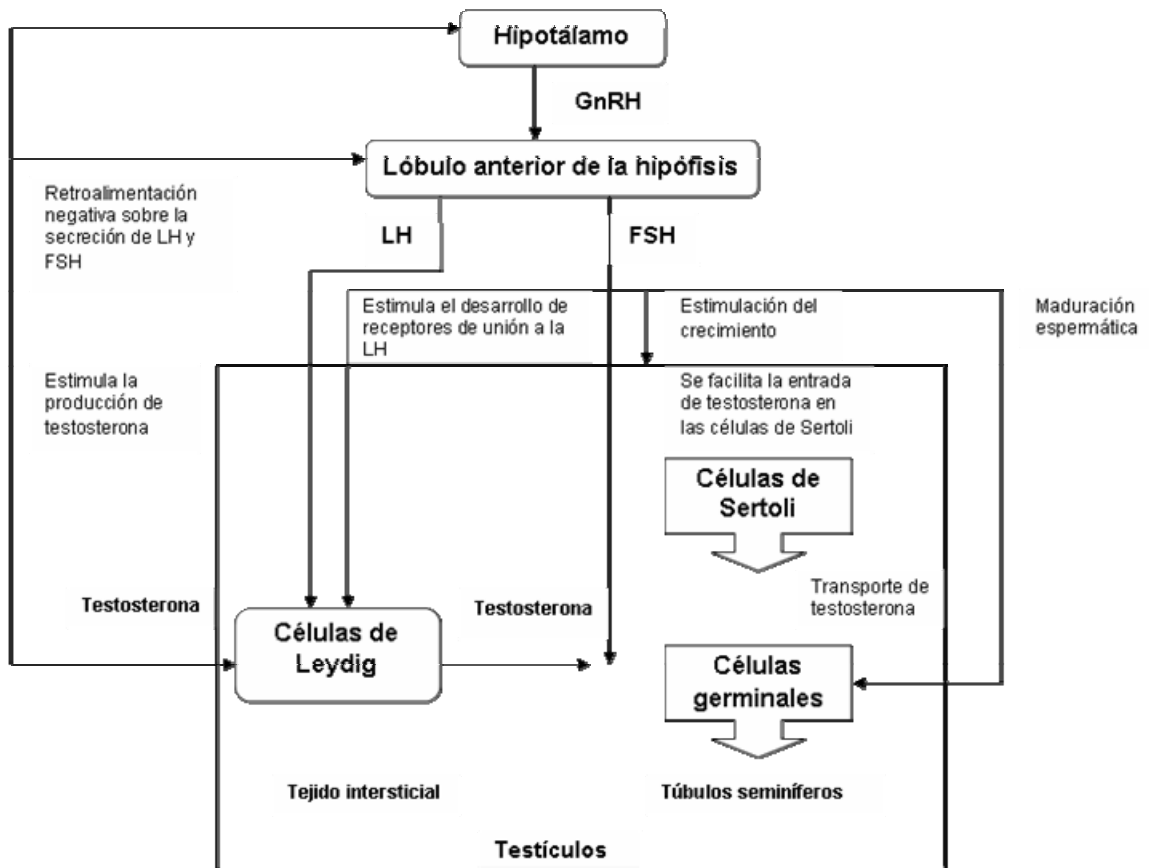 Hipotálamo
GnRH
Lóbulo anterior de la hipófisis
Retroalimentación
negativa sobre la
secreción de LH y
FSH
LH
FSH
Estimula el desarrollo de
receptores de unión a la
LH
Estimulación del
crecimiento
Maduración
espermática
Estimula la
producción de
testosterona
Se facilita la entrada
de testosterona en
las células de Sertoli
Células de
Sertoli
Transporte de
testosterona
Testosterona
Testosterona
Células de
Leydig
Células
germinales
Tejido intersticial
Túbulos seminíferos
Testículos